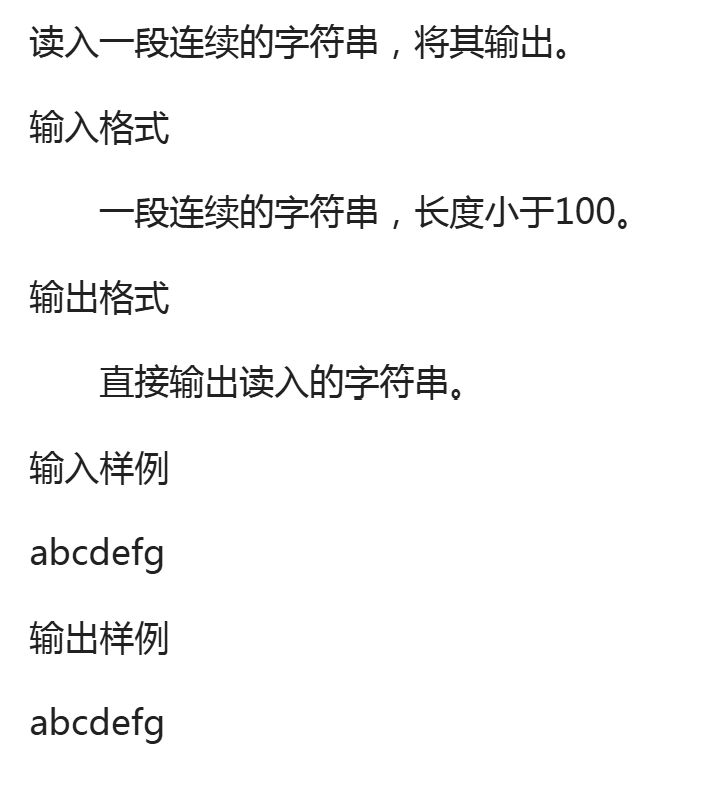 读入一段连续的字符串，将其输出。
输入格式
一段连续的字符串，长度小于100。
输出格式
直接输出读入的字符串。
输入样例
abcdefg
输出样例
abcdefg